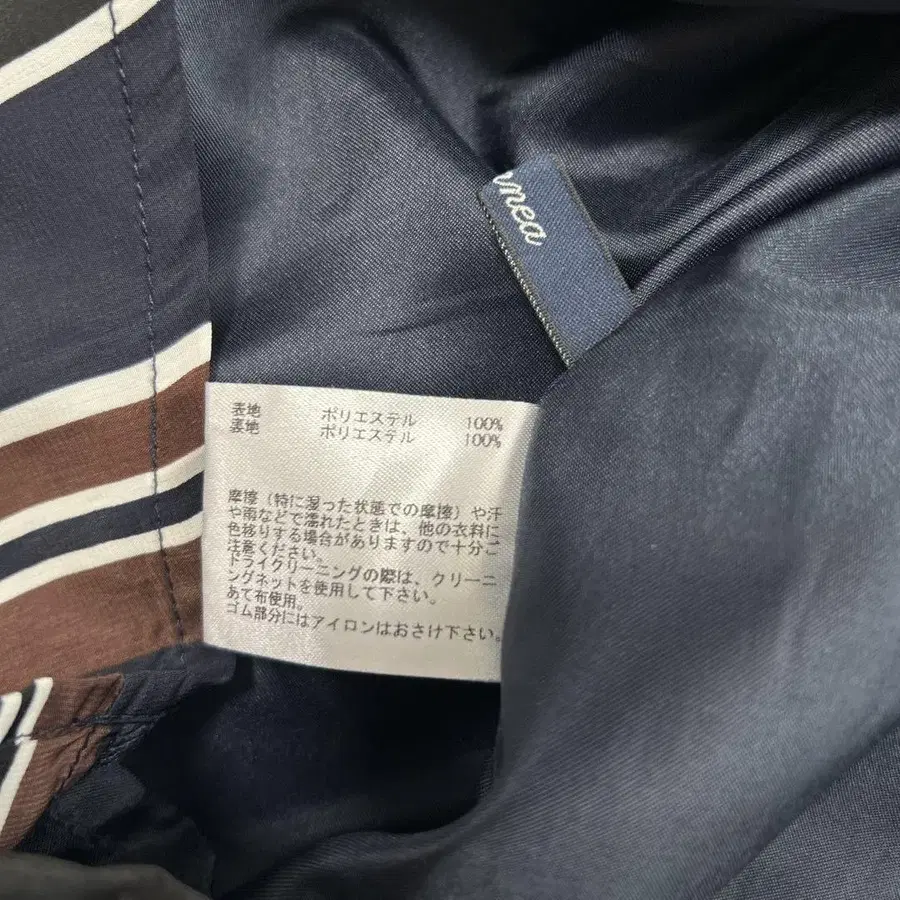 nea
表地 ポリエステル 100%
裏地 ポリエステル 100%
摩擦（特に湿った状態での摩擦）や汗
や雨などで濡れたときは、他の衣料に
色移りする場合がありますので十分ご
注意ください。
ドライクリーニングの際は、クリーニ
ングネットを使用して下さい。
あて布使用。
ゴム部分にはアイロンはおさけ下さい。